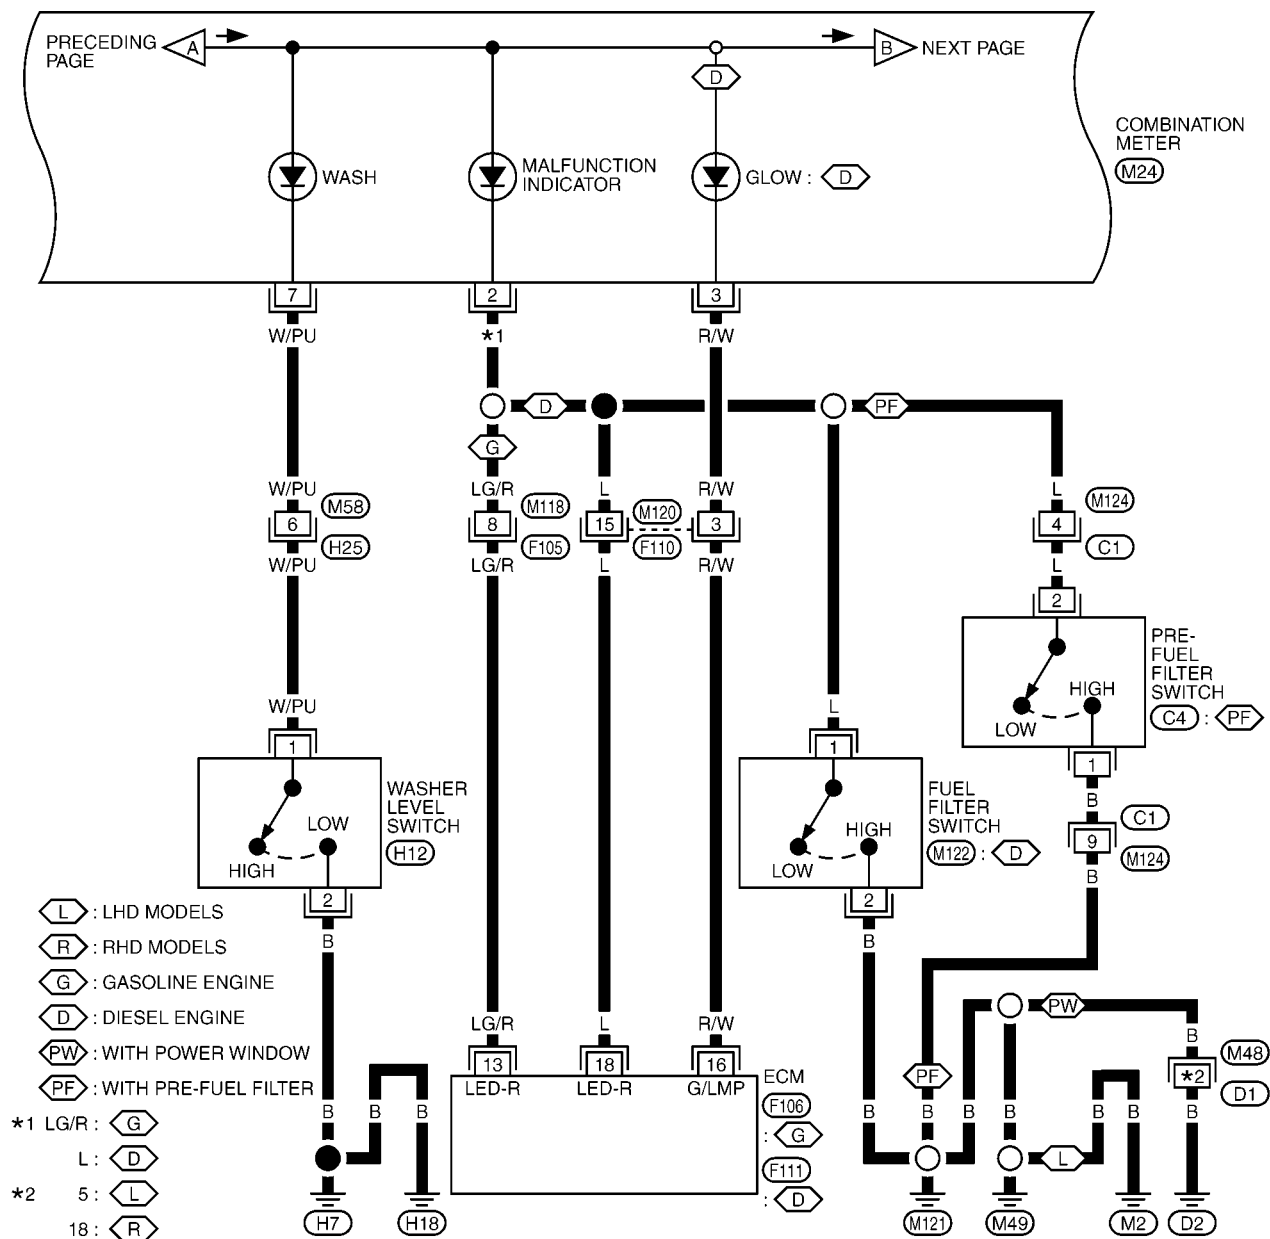 PRECEDING
PAGE
A
B
NEXT PAGE
D
COMBINATION
METER
M24
WASH
MALFUNCTION
INDICATOR
GLOW : D
7
2
3
W/PU
*1
R/W
D
PF
G
W/PU
LG/R
L
R/W
L
M58
M118
M120
M124
6
8
15
3
4
H25
F105
F110
C1
W/PU
LG/R
L
R/W
L
2
PRE-
FUEL
FILTER
SWITCH
C4 : PF
HIGH
LOW
W/PU
L
1
1
1
WASHER
LEVEL
SWITCH
H12
LOW
HIGH
FUEL
FILTER
SWITCH
M122 : D
HIGH
LOW
B
C1
9
M124
B
2
2
B
B
L : LHD MODELS
R : RHD MODELS
G : GASOLINE ENGINE
D : DIESEL ENGINE
PW : WITH POWER WINDOW
PF : WITH PRE-FUEL FILTER
*1 LG/R : G
L : D
*2 5 : L
18 : R
LG/R
L
R/W
13
18
16
LED-R
LED-R
G/LMP
ECM
F106
: G
F111
: D
PW
B
M48
*2
D1
PF
B
B
B
B
B
B
B
B
B
B
L
H7
H18
M121
M49
M2
D2